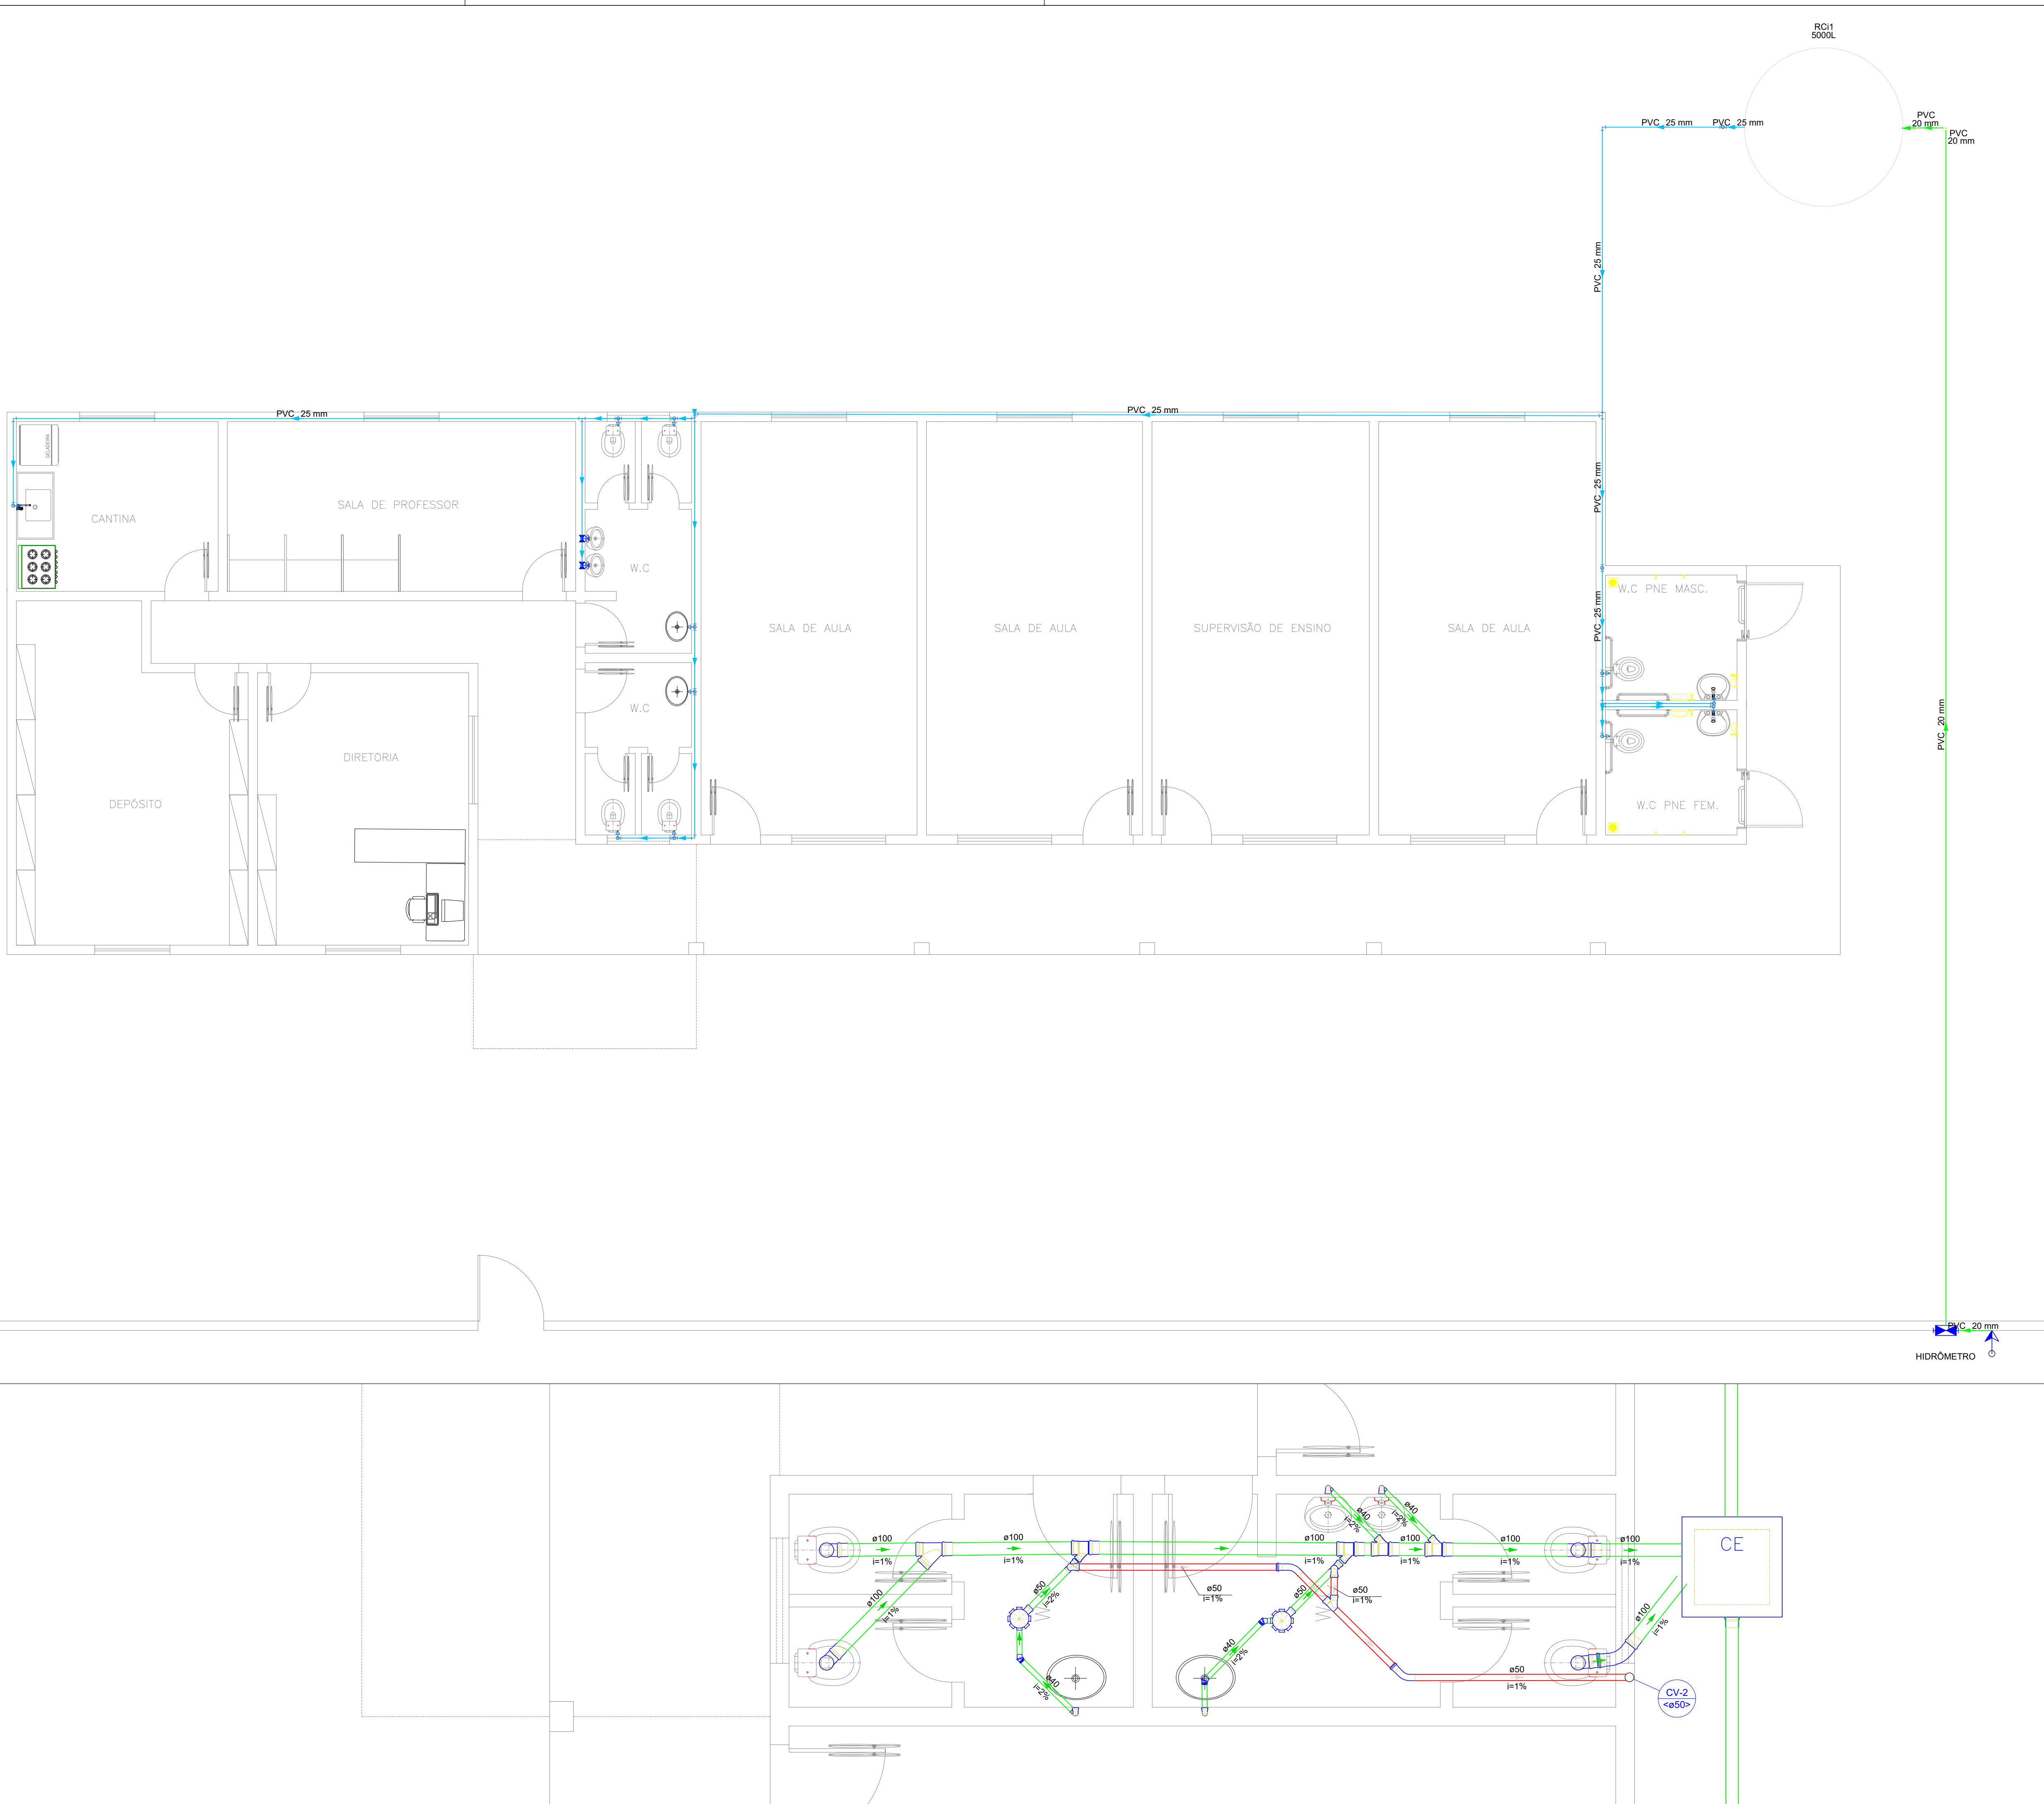 RCi1
5000L
PVC 25 mm
PVC 25 mm
PVC
20 mm
PVC
20 mm
PVC 25 mm
PVC 25 mm
PVC 25 mm
PVC 25 mm
GELADEIRA
CANTINA
SALA DE PROFESSOR
W.C
PVC 25 mm
W.C PNE MASC.
SALA DE AULA
SALA DE AULA
SUPERVISÃO DE ENSINO
SALA DE AULA
W.C
PVC 20 mm
DIRETORIA
DEPÓSITO
W.C PNE FEM.
PVC 20 mm
HIDRÔMETRO
ø40
i=2%
ø40
i=2%
ø100
i=1%
ø100
i=1%
ø100
i=1%
ø100
i=1%
ø100
i=1%
ø100
i=1%
CE
ø100
i=1%
ø50
i=2%
ø50
i=1%
ø50
ø50
i=1%
ø100
i=1%
ø40
i=2%
ø40
i=2%
ø50
i=1%
CV-2
<ø50>